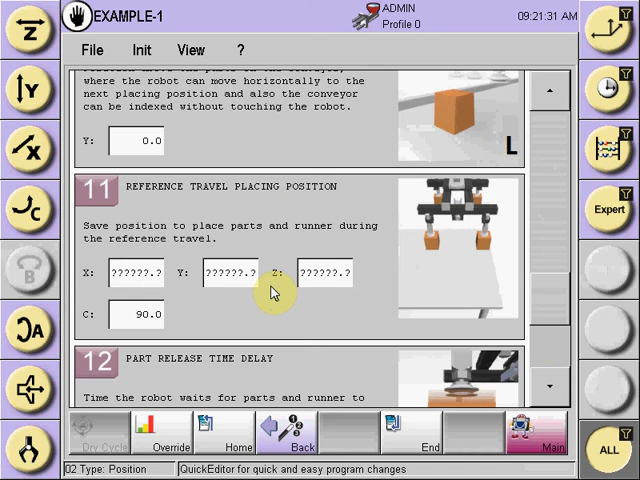 EXAMPLE-1
ADMIN
Profile 0
09:21:31 AM
File Init View ?
where the robot can move horizontally to the
next placing position and also the conveyor
can be indexed without touching the robot.
Y: 0.0
L
11 REFERENCE TRAVEL PLACING POSITION
Save position to place parts and runner during
the reference travel.
X: ??????.? Y: ??????.? Z: ??????.?
C: 90.0
12 PART RELEASE TIME DELAY
Time the robot waits for parts and runner to
Z
Y
X
C
B
A
Expert
ALL
Dry Cycle Override Home Back End Main
02 Type: Position QuickEditor for quick and easy program changes